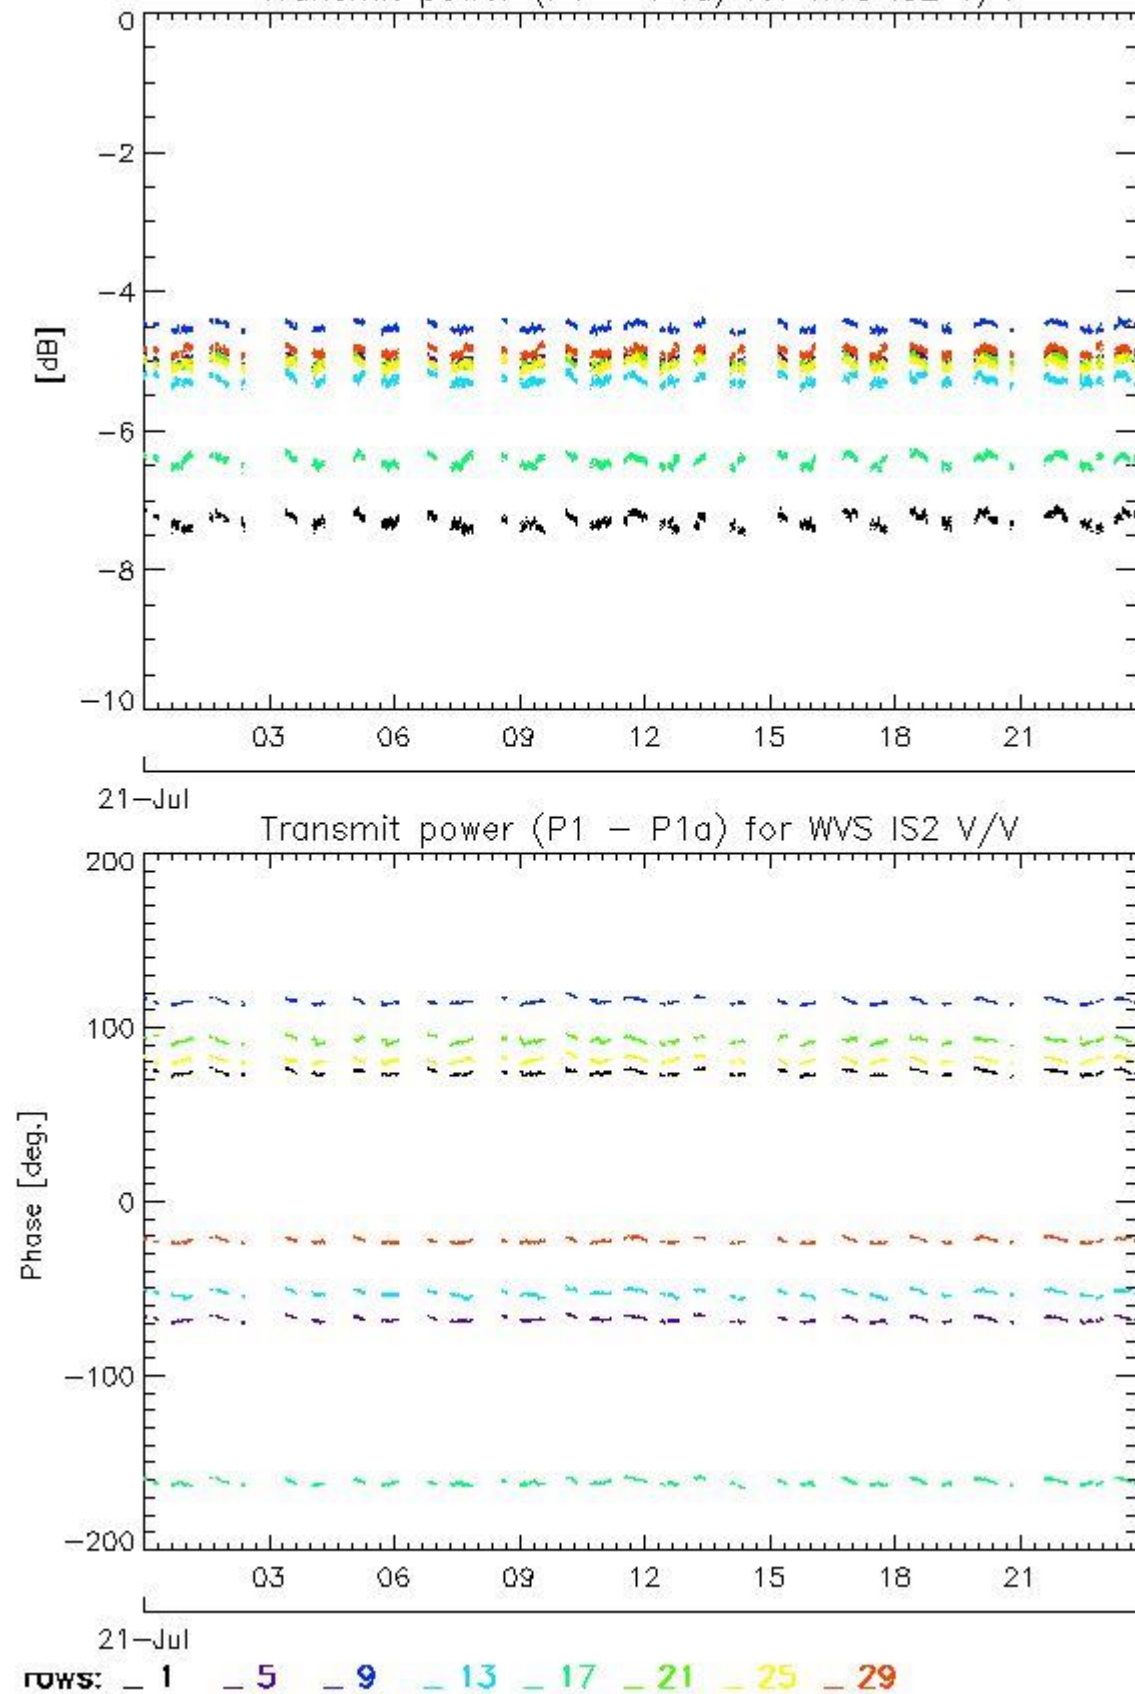 0
−2
−4
[dB]
−6
−8
−10
03 06 09 12 15 18 21
21−Jul
Transmit power (P1 − P1a) for WVS IS2 V/V
200
100
0
Phase [deg.]
−100
−200
03 06 09 12 15 18 21
21−Jul
rows: _ 1 _ 5 _ 9 _ 13 _ 17 _ 21 _ 25 _ 29